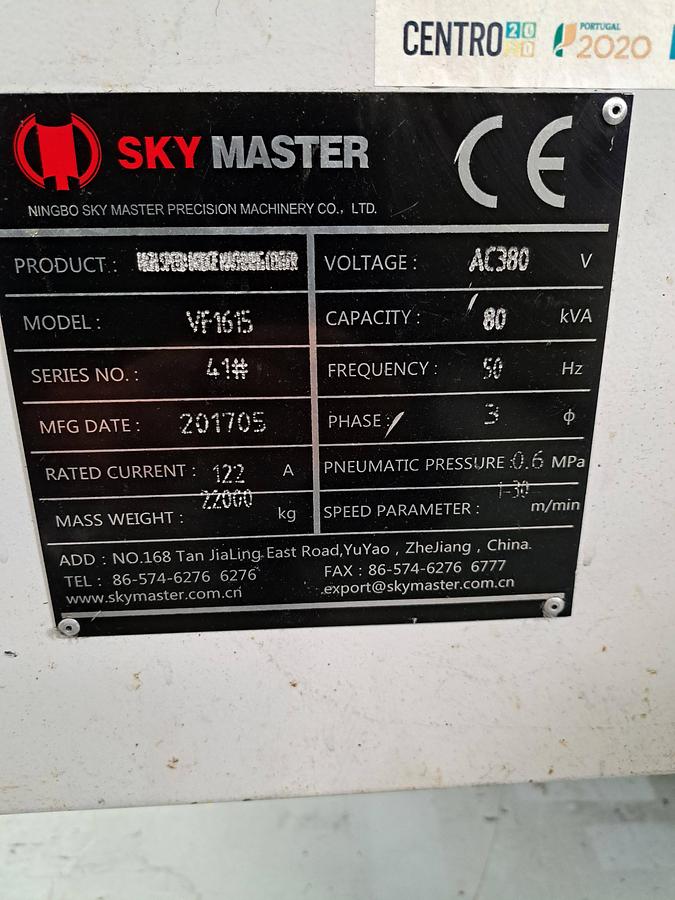 CENTRO 2020
PORTUGAL
2020
SKY MASTER
CE
NINGBO SKY MASTER PRECISION MACHINERY CO., LTD.
PRODUCT :
VOLTAGE : AC380 V
MODEL : VF1615
CAPACITY : 80 kVA
SERIES NO. : 41#
FREQUENCY : 50 Hz
MFG DATE : 201705
PHASE : 3 ф
RATED CURRENT : 122 A
PNEUMATIC PRESSURE :0.6 MPa
MASS WEIGHT : 22000 kg
SPEED PARAMETER : 1-30 m/min
ADD : NO.168 Tan JiaLing East Road,YuYao , ZheJiang , China.
TEL : 86-574-6276 6276
FAX : 86-574-6276 6777
www.skymaster.com.cn
export@skymaster.com.cn